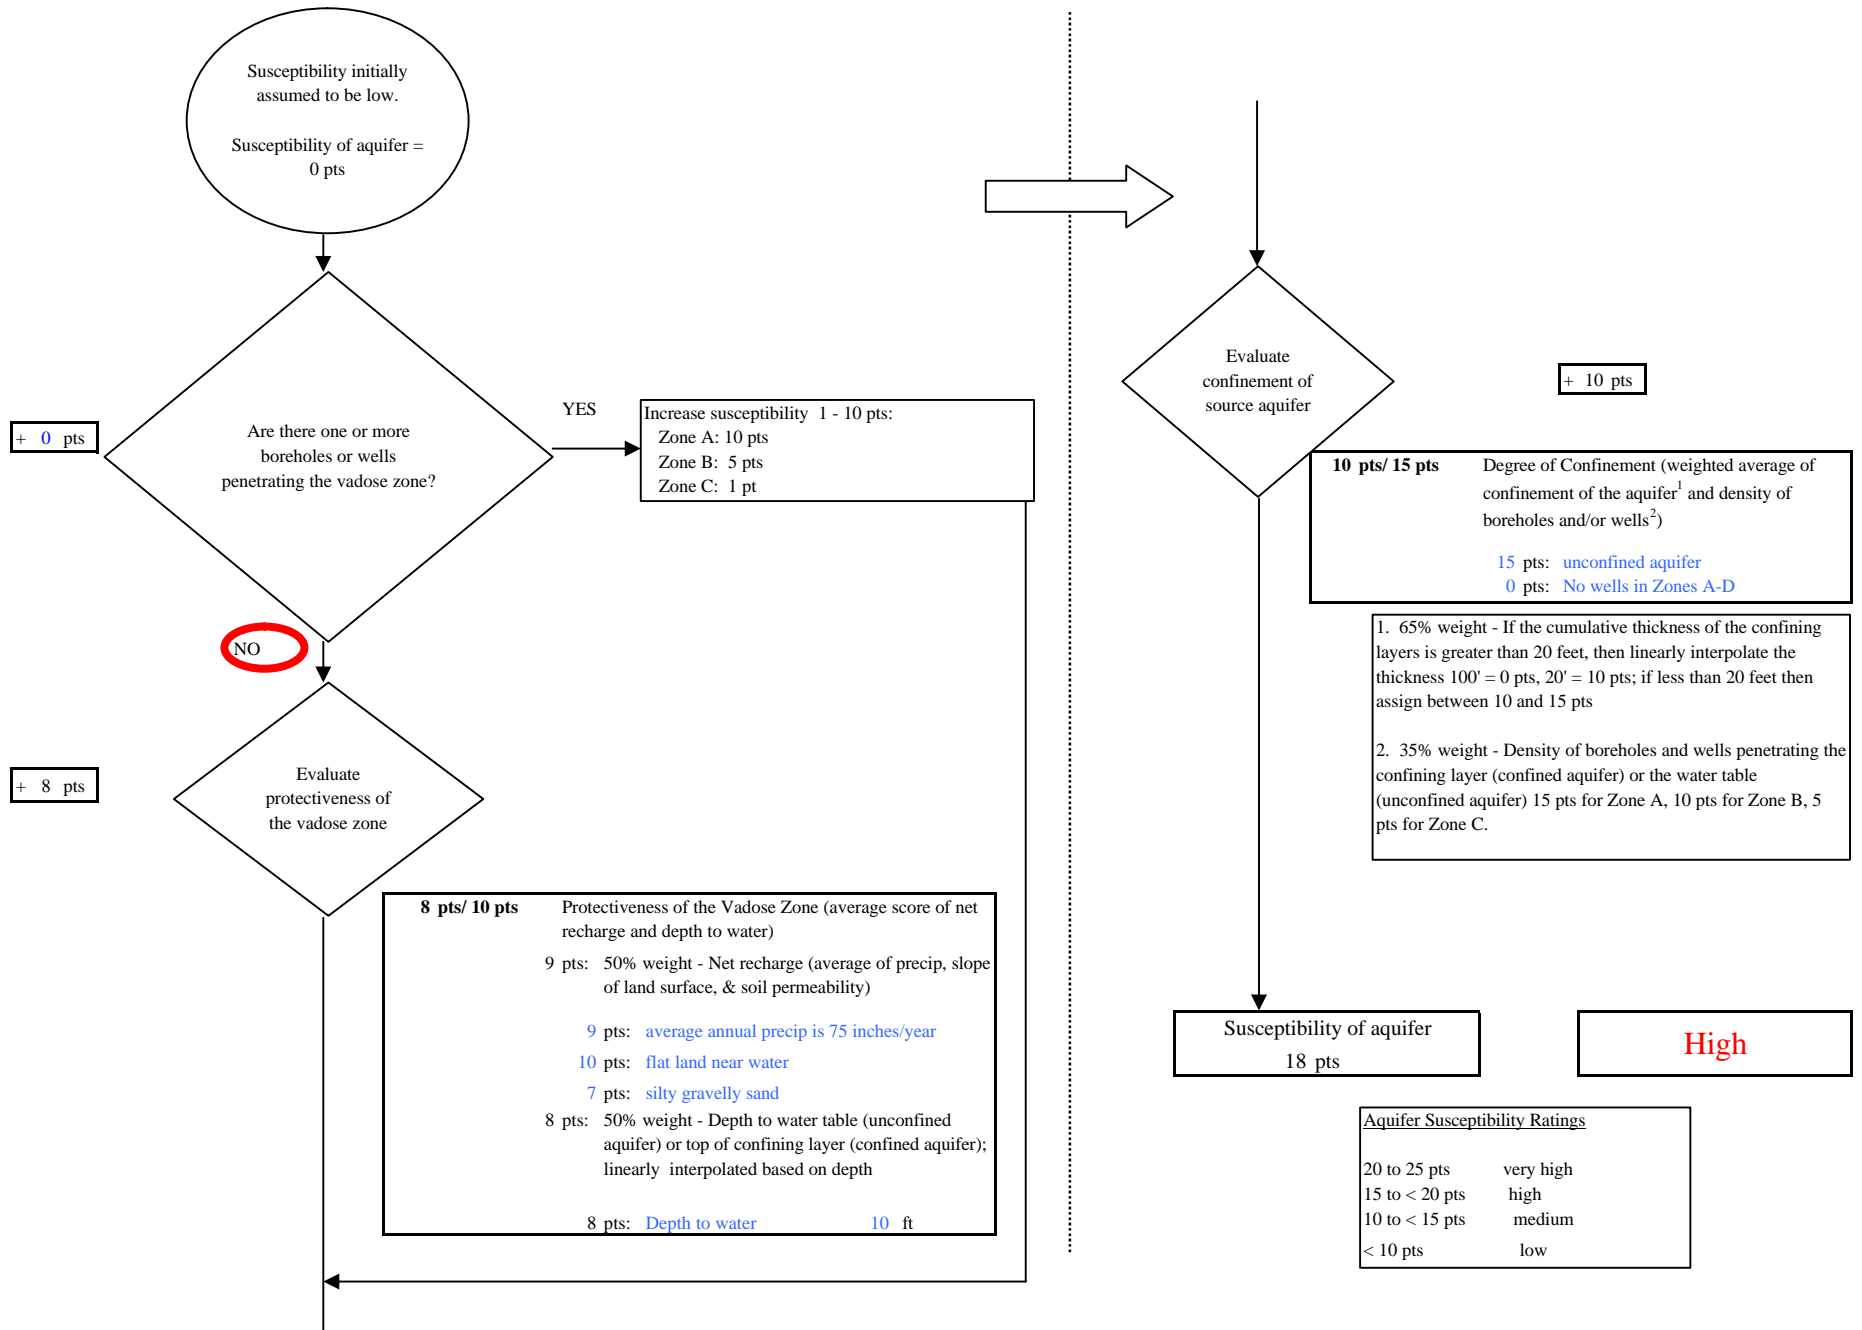 Susceptibility initially
assumed to be low.
Susceptibility of aquifer =
0 pts
+ 0 pts
Are there one or more
boreholes or wells
penetrating the vadose zone?
YES
Increase susceptibility 1 - 10 pts:
Zone A: 10 pts
Zone B: 5 pts
Zone C: 1 pt
NO
+ 8 pts
Evaluate
protectiveness of
the vadose zone
8 pts/ 10 pts Protectiveness of the Vadose Zone (average score of net
recharge and depth to water)
9 pts: 50% weight - Net recharge (average of precip, slope
of land surface, & soil permeability)
9 pts: average annual precip is 75 inches/year
10 pts: flat land near water
7 pts: silty gravelly sand
8 pts: 50% weight - Depth to water table (unconfined
aquifer) or top of confining layer (confined aquifer);
linearly interpolated based on depth
8 pts: Depth to water 10 ft
Evaluate
confinement of
source aquifer
+ 10 pts
10 pts/ 15 pts Degree of Confinement (weighted average of
confinement of the aquifer¹ and density of
boreholes and/or wells²)
15 pts: unconfined aquifer
0 pts: No wells in Zones A-D
1. 65% weight - If the cumulative thickness of the confining
layers is greater than 20 feet, then linearly interpolate the
thickness 100' = 0 pts, 20' = 10 pts; if less than 20 feet then
assign between 10 and 15 pts
2. 35% weight - Density of boreholes and wells penetrating the
confining layer (confined aquifer) or the water table
(unconfined aquifer) 15 pts for Zone A, 10 pts for Zone B, 5
pts for Zone C.
Susceptibility of aquifer
18 pts
High
Aquifer Susceptibility Ratings
20 to 25 pts very high
15 to < 20 pts high
10 to < 15 pts medium
< 10 pts low